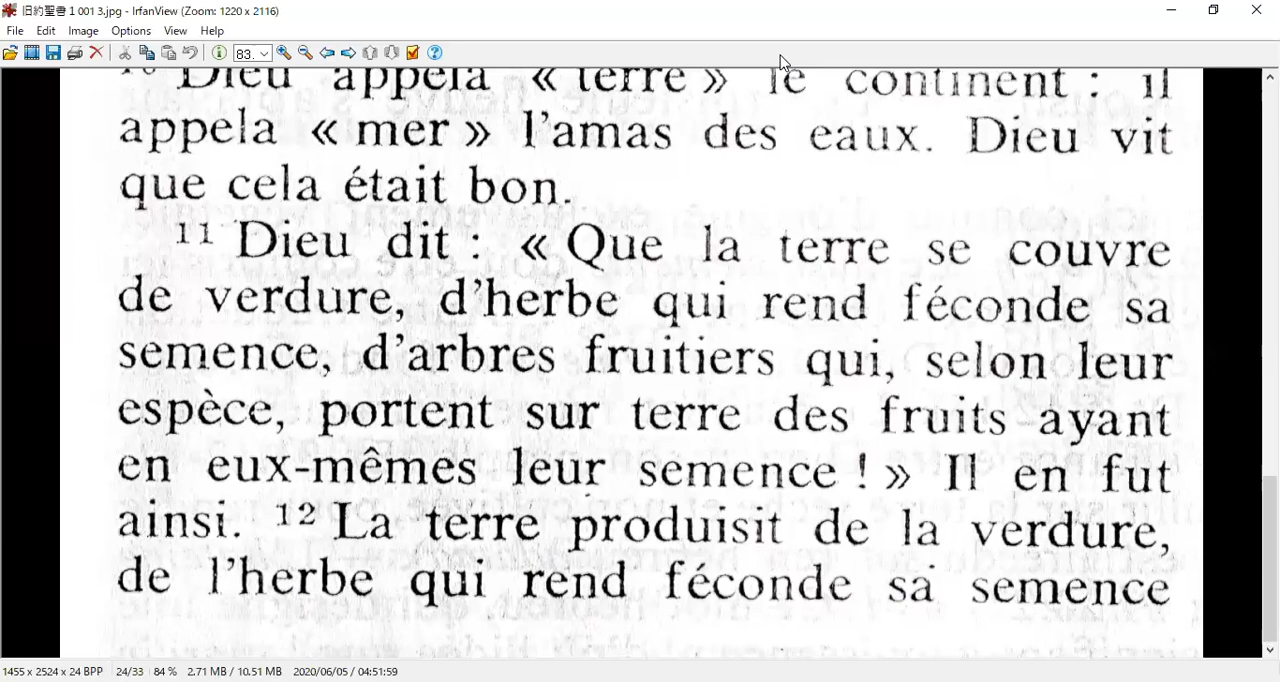 旧約聖書 1 001 3.jpg - IrfanView (Zoom: 1220 x 2116)
File Edit Image Options View Help
83.
10 Dieu appela « terre » le continent : il
appela « mer » l'amas des eaux. Dieu vit
que cela était bon.
11 Dieu dit : « Que la terre se couvre
de verdure, d'herbe qui rend féconde sa
semence, d'arbres fruitiers qui, selon leur
espèce, portent sur terre des fruits ayant
en eux-mêmes leur semence ! » Il en fut
ainsi. 12 La terre produisit de la verdure,
de l'herbe qui rend féconde sa semence
1455 x 2524 x 24 BPP 24/33 84 % 2.71 MB / 10.51 MB 2020/06/05 / 04:51:59